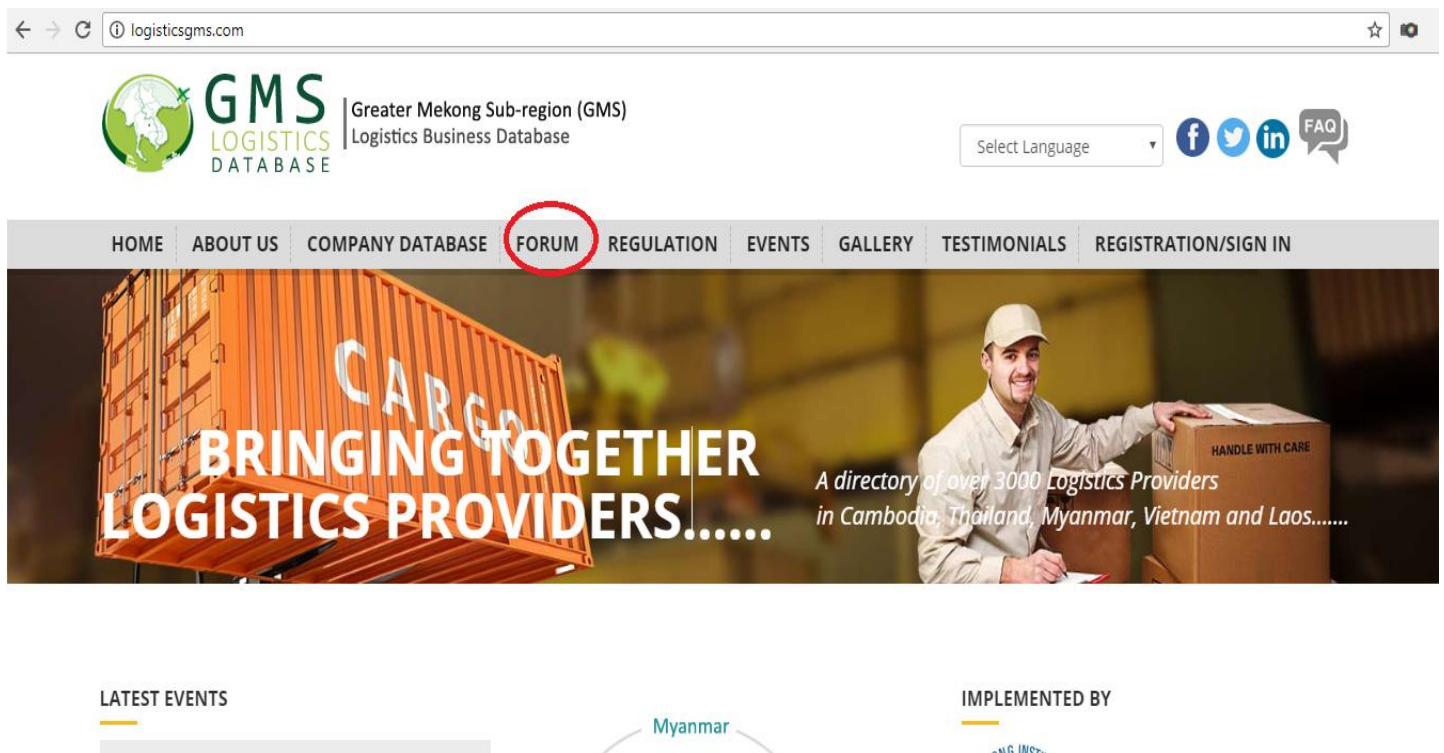 logisticsgms.com
GMS
LOGISTICS
DATABASE
Greater Mekong Sub-region (GMS)
Logistics Business Database
Select Language
FAQ
HOME ABOUT US COMPANY DATABASE FORUM REGULATION EVENTS GALLERY TESTIMONIALS REGISTRATION/SIGN IN
CARGO
BRINGING TOGETHER
LOGISTICS PROVIDERS......
HANDLE WITH CARE
A directory of over 3000 Logistics Providers
in Cambodia, Thailand, Myanmar, Vietnam and Laos.......
LATEST EVENTS
Myanmar
IMPLEMENTED BY